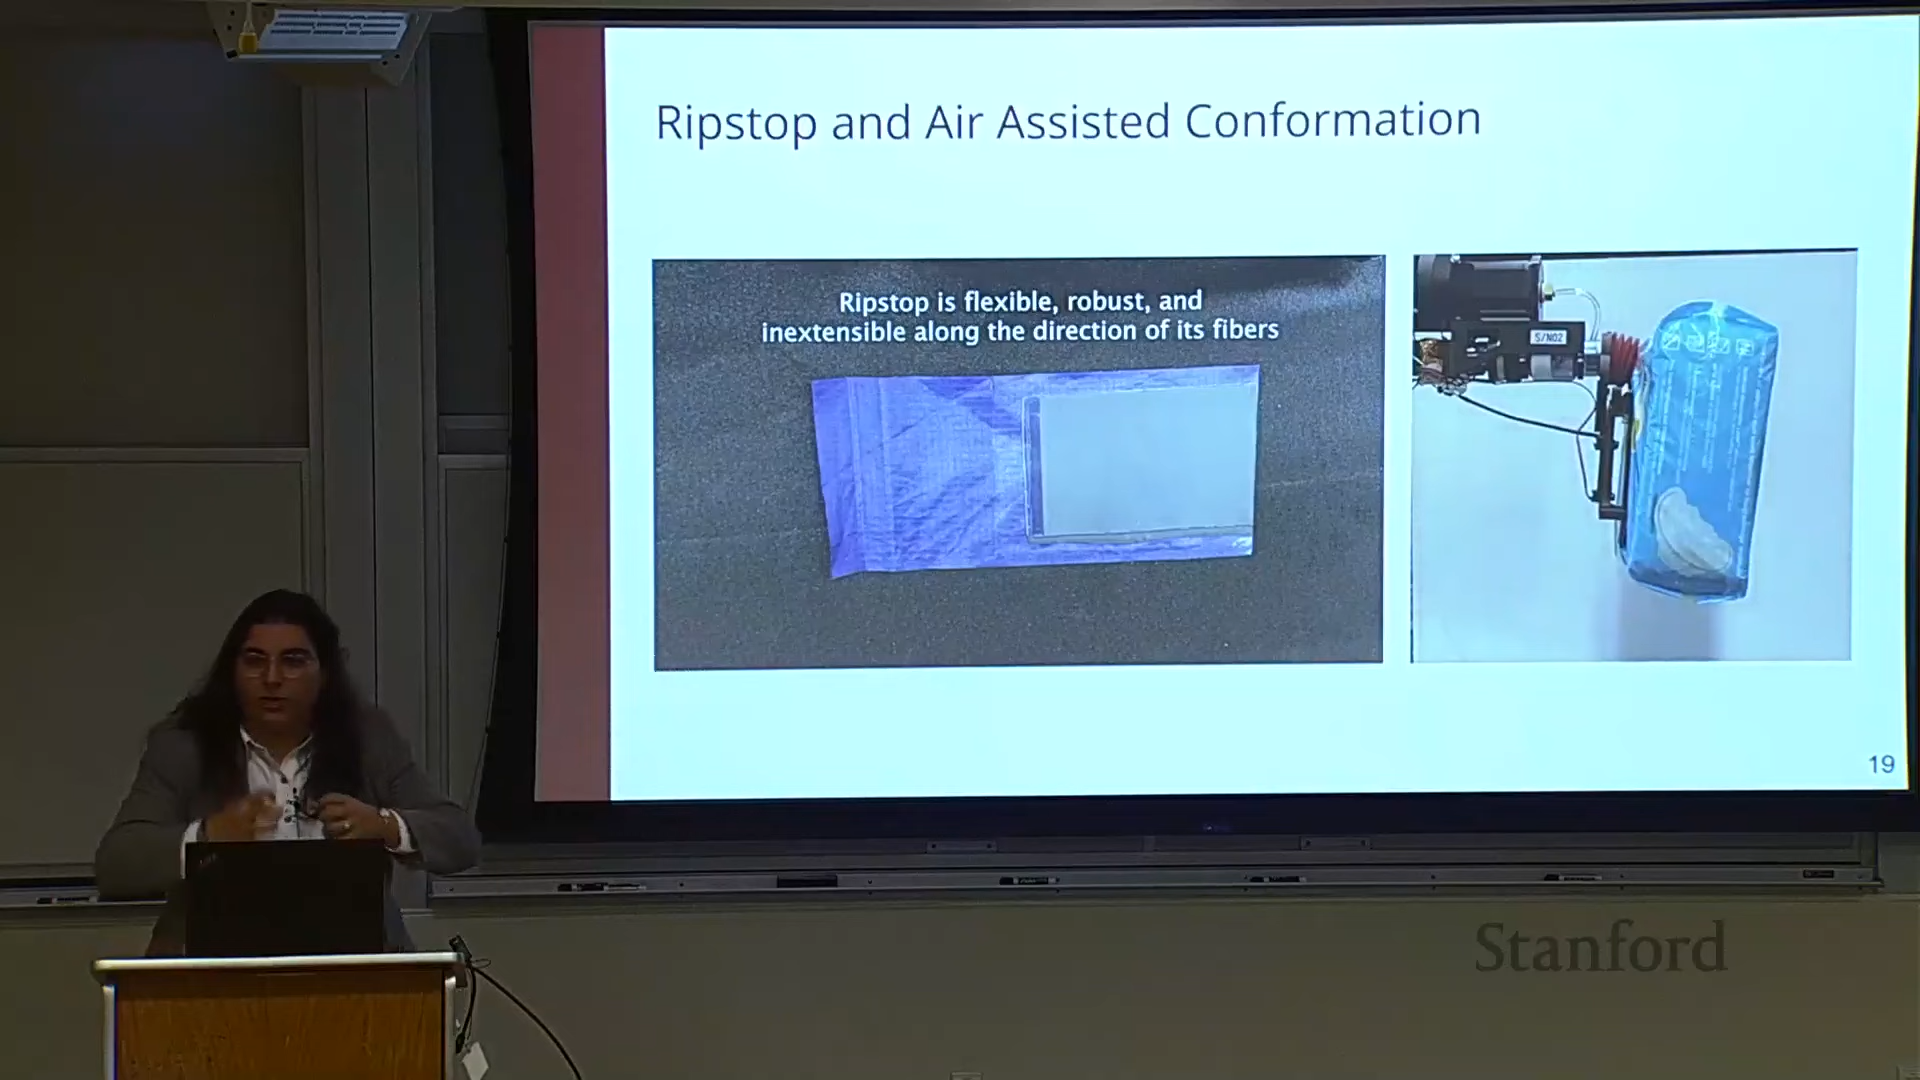 Ripstop and Air Assisted Conformation
Ripstop is flexible, robust, and
inextensible along the direction of its fibers
S/N02
19
Stanford